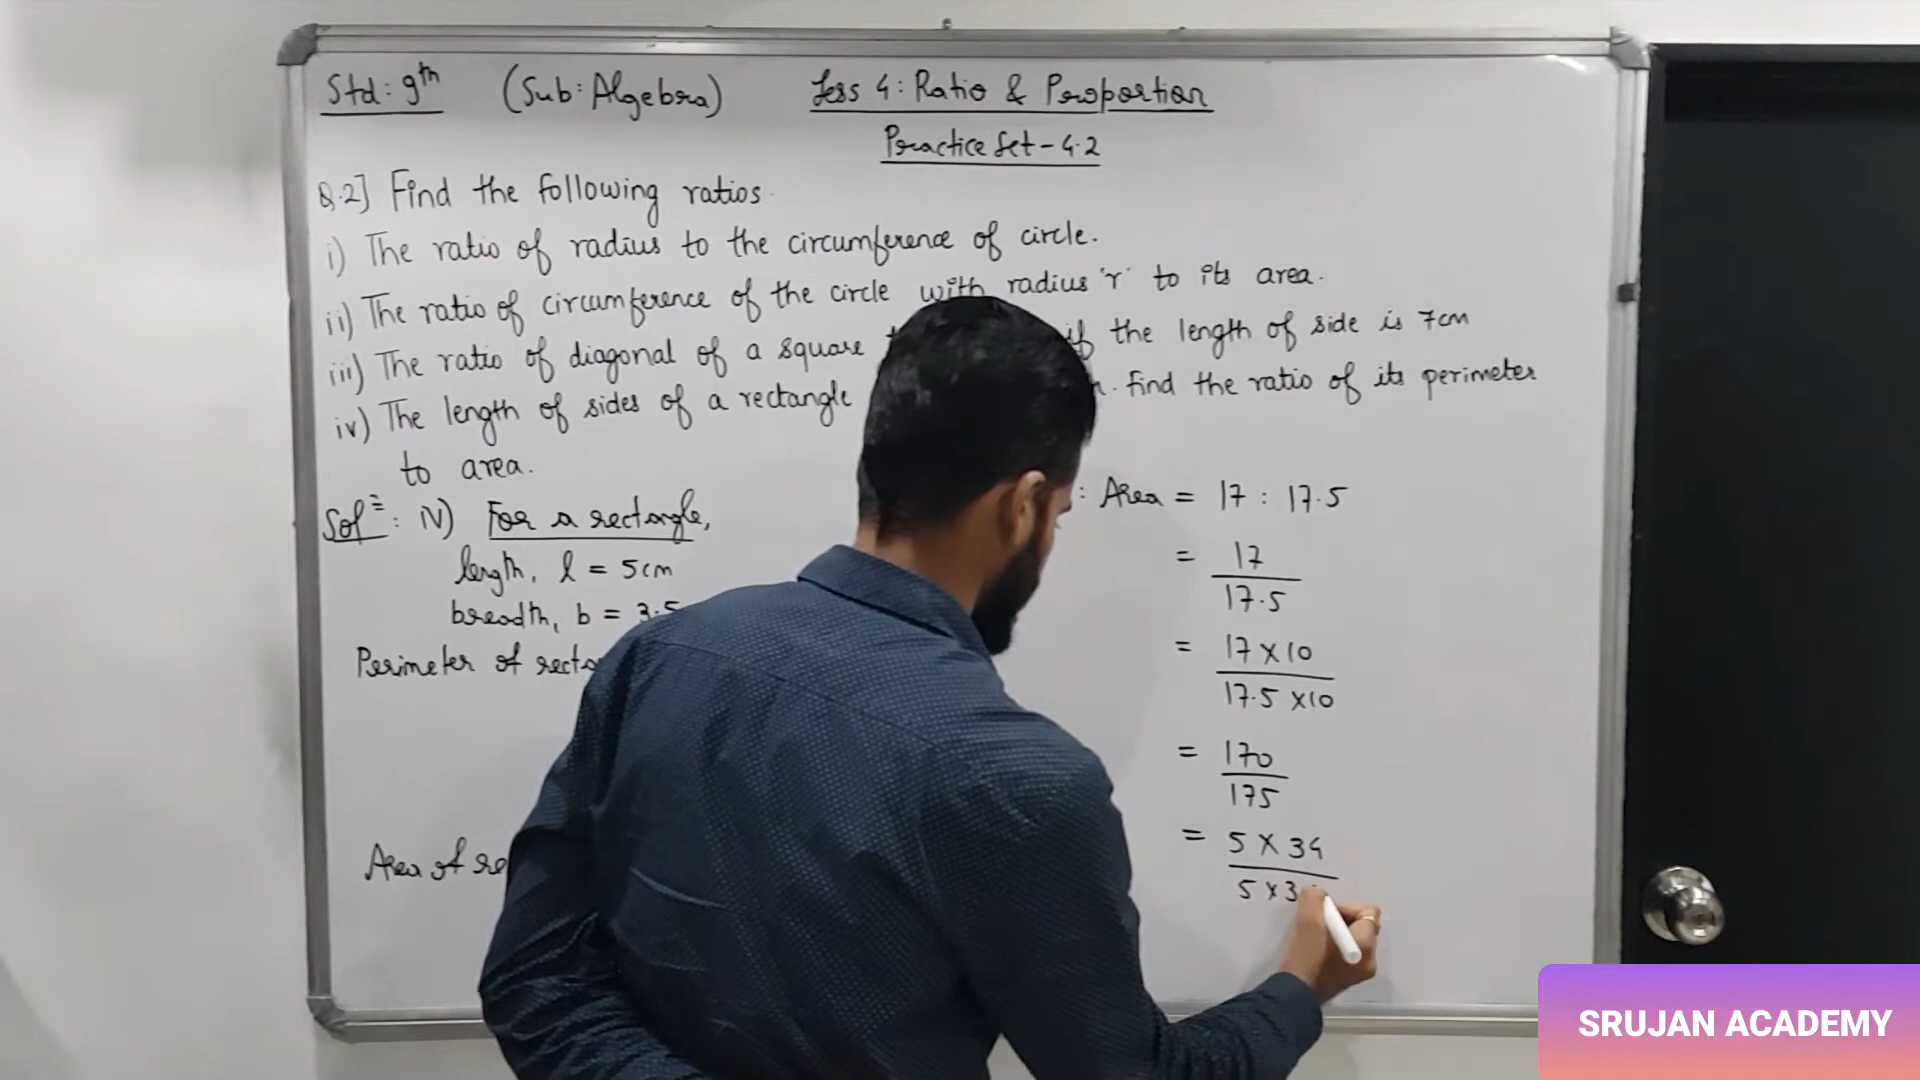 Std: 9th (Sub: Algebra) Less 4: Ratio & Proportion
Practice Set - 4.2
Q.2] Find the following ratios.
i) The ratio of radius to the circumference of circle.
ii) The ratio of circumference of the circle with radius 'r' to its area.
iii) The ratio of diagonal of a square if the length of side is 7cm
iv) The length of sides of a rectangle Find the ratio of its perimeter
to area.
Soln: iv) For a rectangle,
length, l = 5cm
breadth, b = 3.5
Perimeter of
Area of
: Area = 17 : 17.5
= 17
17.5
= 17 × 10
17.5 × 10
= 170
175
= 5 × 34
5 × 3
SRUJAN ACADEMY